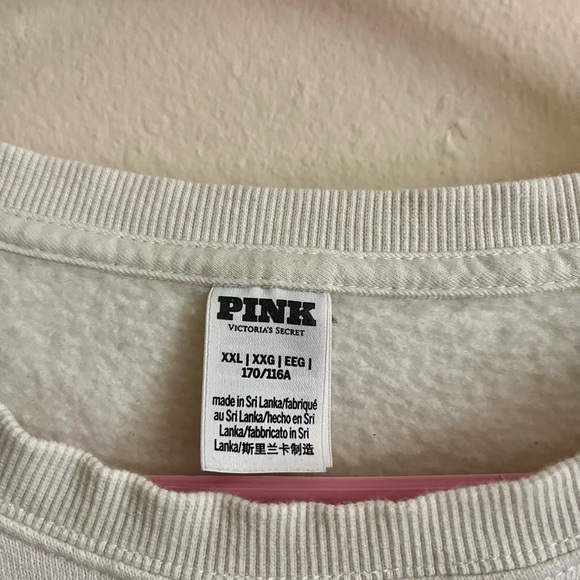 PINK
VICTORIA'S SECRET
XXL | XXG | EEG |
170/116A
made in Sri Lanka/fabriqué
au Sri Lanka/hecho en Sri
Lanka/fabbricato in Sri
Lanka/斯里兰卡制造